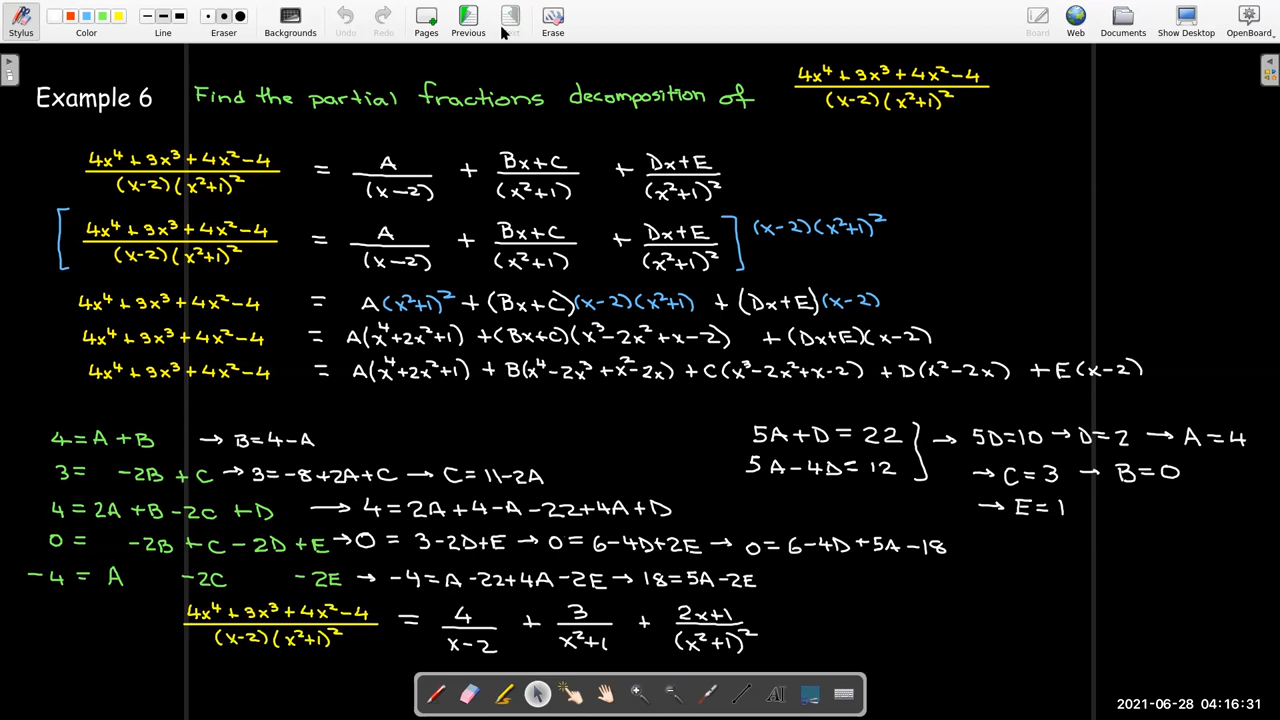 Stylus Color Line Eraser Backgrounds Undo Redo Pages Previous Next Erase Board Web Documents Show Desktop OpenBoard
Example 6 Find the partial fractions decomposition of (4x⁴+3x³+4x²-4)/((x-2)(x²+1)²)
(4x⁴+3x³+4x²-4)/((x-2)(x²+1)²) = A/(x-2) + (Bx+C)/(x²+1) + (Dx+E)/(x²+1)²
[(4x⁴+3x³+4x²-4)/((x-2)(x²+1)²) = A/(x-2) + (Bx+C)/(x²+1) + (Dx+E)/(x²+1)²] (x-2)(x²+1)²
4x⁴+3x³+4x²-4 = A(x²+1)² + (Bx+C)(x-2)(x²+1) + (Dx+E)(x-2)
4x⁴+3x³+4x²-4 = A(x⁴+2x²+1) + (Bx+C)(x³-2x²+x-2) + (Dx+E)(x-2)
4x⁴+3x³+4x²-4 = A(x⁴+2x²+1) + B(x⁴-2x³+x²-2x) + C(x³-2x²+x-2) + D(x²-2x) + E(x-2)
4=A+B → B=4-A
3= -2B+C → 3=-8+2A+C → C=11-2A
4=2A+B-2C+D → 4=2A+4-A-22+4A+D
0= -2B+C-2D+E → 0=3-2D+E → 0=6-4D+2E → 0=6-4D+5A-18
-4=A -2C -2E → -4=A-22+4A-2E → 18=5A-2E
5A+D=22
5A-4D=12
} → 5D=10 → D=2 → A=4
→ C=3 → B=0
→ E=1
(4x⁴+3x³+4x²-4)/((x-2)(x²+1)²) = 4/(x-2) + 3/(x²+1) + (2x+1)/(x²+1)²
2021-06-28 04:16:31